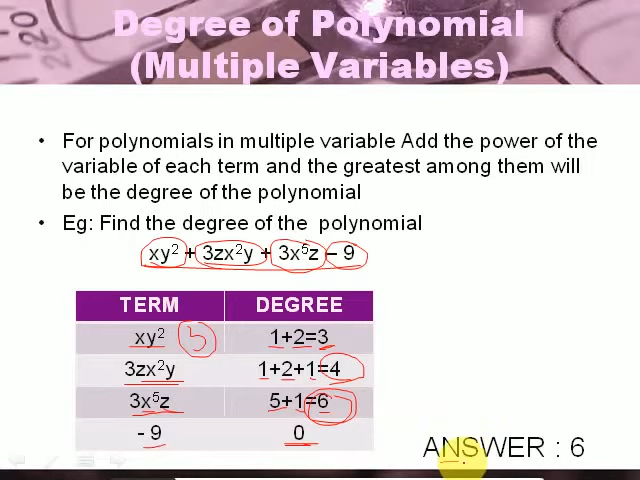 Degree of Polynomial
(Multiple Variables)
• For polynomials in multiple variable Add the power of the
variable of each term and the greatest among them will
be the degree of the polynomial
• Eg: Find the degree of the polynomial
xy² + 3zx²y + 3x⁵z – 9
TERM DEGREE
xy² 3 1+2=3
3zx²y 1+2+1=4
3x⁵z 5+1=6
- 9 0
ANSWER : 6